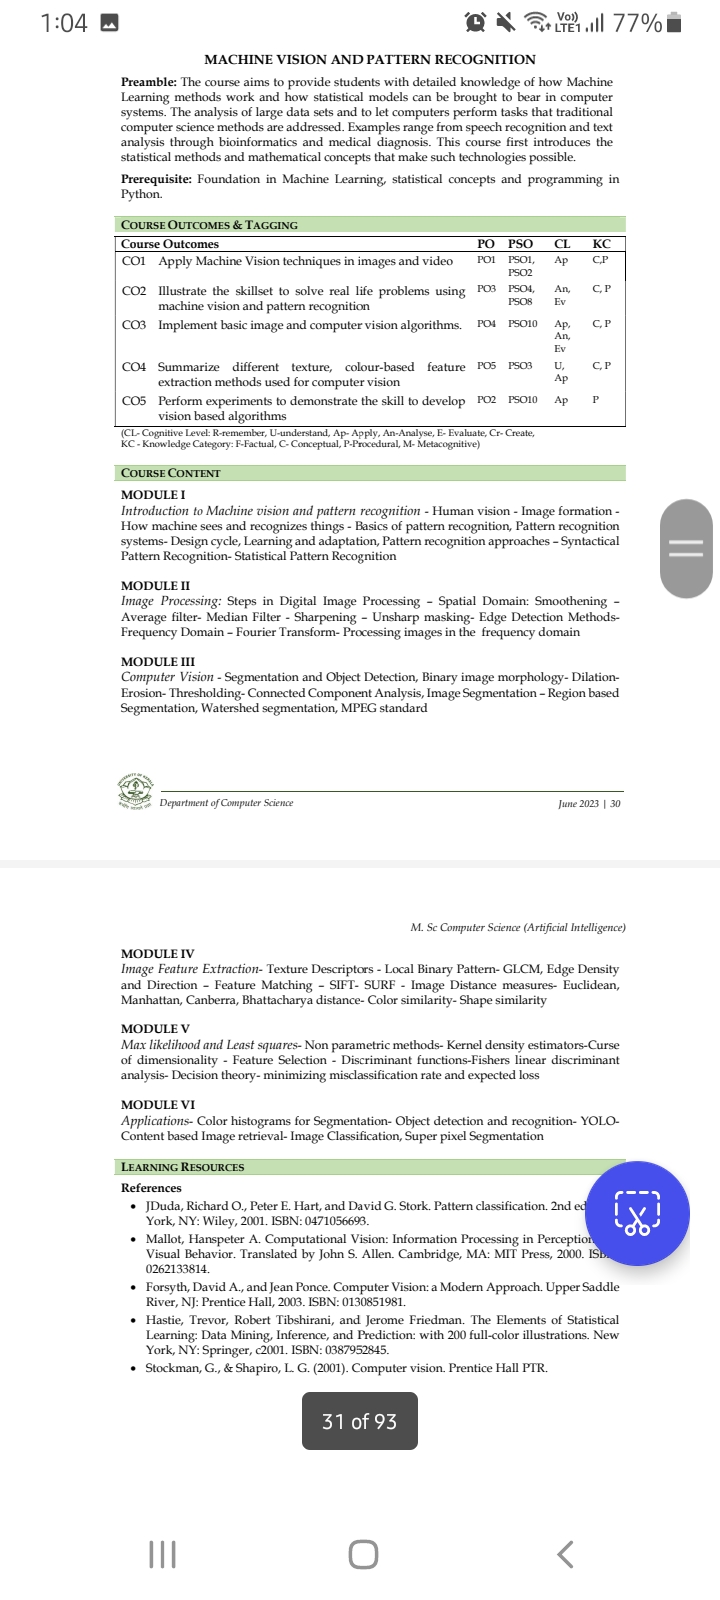 1:04
Vo)) LTE1 77%
MACHINE VISION AND PATTERN RECOGNITION
Preamble: The course aims to provide students with detailed knowledge of how Machine
Learning methods work and how statistical models can be brought to bear in computer
systems. The analysis of large data sets and to let computers perform tasks that traditional
computer science methods are addressed. Examples range from speech recognition and text
analysis through bioinformatics and medical diagnosis. This course first introduces the
statistical methods and mathematical concepts that make such technologies possible.
Prerequisite: Foundation in Machine Learning, statistical concepts and programming in
Python.
COURSE OUTCOMES & TAGGING
Course Outcomes PO PSO CL KC
CO1 Apply Machine Vision techniques in images and video PO1 PSO1, Ap C,P
PSO2
CO2 Illustrate the skillset to solve real life problems using PO3 PSO4, An, C, P
machine vision and pattern recognition PSO8 Ev
CO3 Implement basic image and computer vision algorithms. PO4 PSO10 Ap, C, P
An,
Ev
CO4 Summarize different texture, colour-based feature PO5 PSO3 U, C, P
extraction methods used for computer vision Ap
CO5 Perform experiments to demonstrate the skill to develop PO2 PSO10 Ap P
vision based algorithms
(CL- Cognitive Level: R-remember, U-understand, Ap- Apply, An-Analyse, E- Evaluate, Cr- Create,
KC - Knowledge Category: F-Factual, C- Conceptual, P-Procedural, M- Metacognitive)
COURSE CONTENT
MODULE I
Introduction to Machine vision and pattern recognition - Human vision - Image formation -
How machine sees and recognizes things - Basics of pattern recognition, Pattern recognition
systems- Design cycle, Learning and adaptation, Pattern recognition approaches – Syntactical
Pattern Recognition- Statistical Pattern Recognition
MODULE II
Image Processing: Steps in Digital Image Processing – Spatial Domain: Smoothening –
Average filter- Median Filter - Sharpening – Unsharp masking- Edge Detection Methods-
Frequency Domain – Fourier Transform- Processing images in the frequency domain
MODULE III
Computer Vision - Segmentation and Object Detection, Binary image morphology- Dilation-
Erosion- Thresholding- Connected Component Analysis, Image Segmentation – Region based
Segmentation, Watershed segmentation, MPEG standard
Department of Computer Science June 2023 | 30
M. Sc Computer Science (Artificial Intelligence)
MODULE IV
Image Feature Extraction- Texture Descriptors - Local Binary Pattern- GLCM, Edge Density
and Direction – Feature Matching – SIFT- SURF - Image Distance measures- Euclidean,
Manhattan, Canberra, Bhattacharya distance- Color similarity- Shape similarity
MODULE V
Max likelihood and Least squares- Non parametric methods- Kernel density estimators-Curse
of dimensionality - Feature Selection - Discriminant functions-Fishers linear discriminant
analysis- Decision theory- minimizing misclassification rate and expected loss
MODULE VI
Applications- Color histograms for Segmentation- Object detection and recognition- YOLO-
Content based Image retrieval- Image Classification, Super pixel Segmentation
LEARNING RESOURCES
References
• JDuda, Richard O., Peter E. Hart, and David G. Stork. Pattern classification. 2nd ed
York, NY: Wiley, 2001. ISBN: 0471056693.
• Mallot, Hanspeter A. Computational Vision: Information Processing in Perception
Visual Behavior. Translated by John S. Allen. Cambridge, MA: MIT Press, 2000.
0262133814.
• Forsyth, David A., and Jean Ponce. Computer Vision: a Modern Approach. Upper Saddle
River, NJ: Prentice Hall, 2003. ISBN: 0130851981.
• Hastie, Trevor, Robert Tibshirani, and Jerome Friedman. The Elements of Statistical
Learning: Data Mining, Inference, and Prediction: with 200 full-color illustrations. New
York, NY: Springer, c2001. ISBN: 0387952845.
• Stockman, G., & Shapiro, L. G. (2001). Computer vision. Prentice Hall PTR.
31 of 93